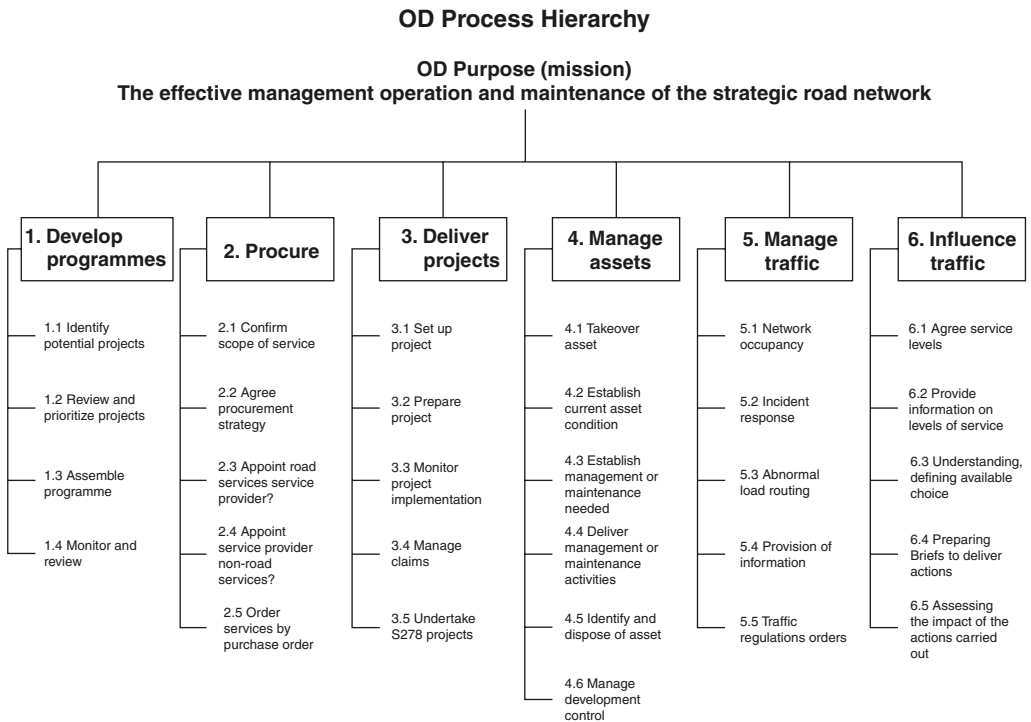 OD Process Hierarchy
OD Purpose (mission)
The effective management operation and maintenance of the strategic road network
1. Develop
programmes
1.1 Identify
potential projects
1.2 Review and
prioritize projects
1.3 Assemble
programme
1.4 Monitor and
review
2. Procure
2.1 Confirm
scope of service
2.2 Agree
procurement
strategy
2.3 Appoint road
services service
provider?
2.4 Appoint
service provider
non-road
services?
2.5 Order
services by
purchase order
3. Deliver
projects
3.1 Set up
project
3.2 Prepare
project
3.3 Monitor
project
implementation
3.4 Manage
claims
3.5 Undertake
S278 projects
4. Manage
assets
4.1 Takeover
asset
4.2 Establish
current asset
condition
4.3 Establish
management or
maintenance
needed
4.4 Deliver
management or
maintenance
activities
4.5 Identify and
dispose of asset
4.6 Manage
development
control
5. Manage
traffic
5.1 Network
occupancy
5.2 Incident
response
5.3 Abnormal
load routing
5.4 Provision of
information
5.5 Traffic
regulations orders
6. Influence
traffic
6.1 Agree service
levels
6.2 Provide
information on
levels of service
6.3 Understanding,
defining available
choice
6.4 Preparing
Briefs to deliver
actions
6.5 Assessing
the impact of the
actions carried
out